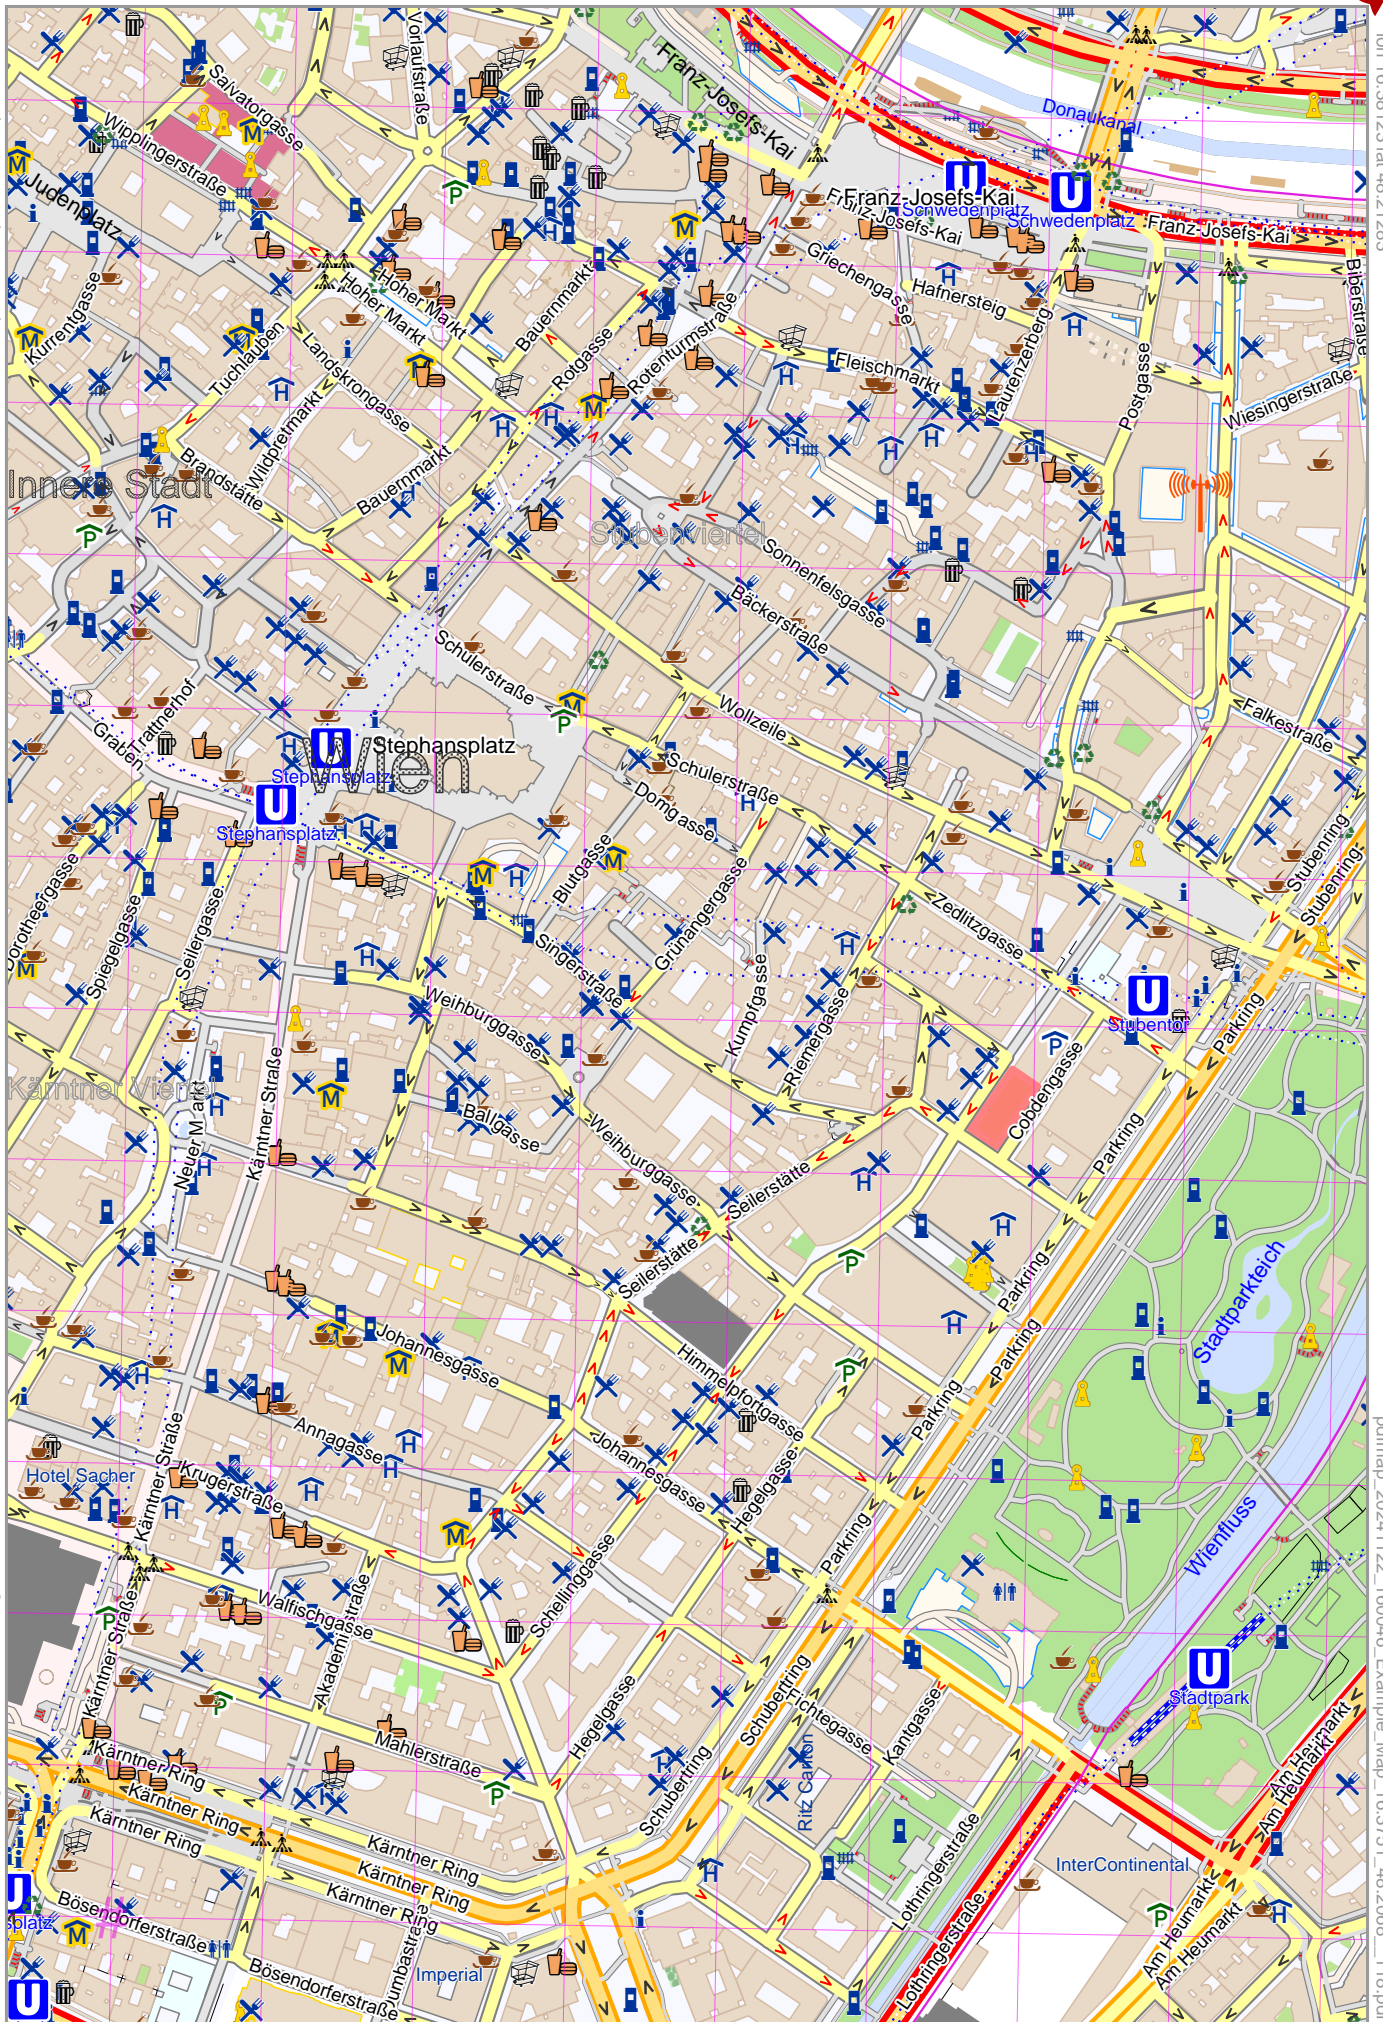 Vorlaufstraße
Salvatorgasse
Franz-Josefs-Kai
Donaukanal
Wipplingerstraße
Judenplatz
Franz-Josefs-Kai
Franz-Josefs-Kai
Schwedenplatz
Schwedenplatz
Franz-Josefs-Kai
Griechengasse
Hafnersteig
Biberstraße
Kurrentgasse
Hoher Markt
Hoher Markt
Bauernmarkt
Rotgasse
Rotenturmstraße
Laurenzerberg
Postgasse
Fleischmarkt
Wiesingerstraße
Tuchlauben
Landskrongasse
Wildpretmarkt
Brandstätte
Bauernmarkt
Innere Stadt
Stubenviertel
Sonnenfelsgasse
Bäckerstraße
Schulerstraße
Wollzeile
Falkestraße
Trattnerhof
Graben
Stephansplatz
Wien
Stephansplatz
Stephansplatz
Schulerstraße
Domgasse
Blutgasse
Grünangergasse
Stubenring
Stubenring
Dorotheergasse
Spiegelgasse
Seilergasse
Singerstraße
Zedlitzgasse
Kumpfgasse
Riemergasse
Weihburggasse
Stubentor
Parkring
Kärntner Viertel
Neuer Markt
Kärntner Straße
Ballgasse
Cobdengasse
Weihburggasse
Parkring
Seilerstätte
Seilerstätte
Parkring
Stadtparkteich
Parkring
Johannesgasse
Himmelpfortgasse
Parkring
Annagasse
Johannesgasse
Hegelgasse
Hotel Sacher
Krugerstraße
Kärntner Straße
Parkring
Wienfluss
Schellinggasse
Walfischgasse
Akademiestraße
Kärntner Straße
Stadtpark
Schubertring
Fichtegasse
Kantgasse
Hegelgasse
Mahlerstraße
Schubertring
Ritz Carlton
Am Heumarkt
Am Heumarkt
Kärntner Ring
Kärntner Ring
Kärntner Ring
Kärntner Ring
Kärntner Ring
Kärntner Ring
Lothringerstraße
Lothringerstraße
InterContinental
Am Heumarkt
Am Heumarkt
Bösendorferstraße
Bösendorferstraße
Imperial